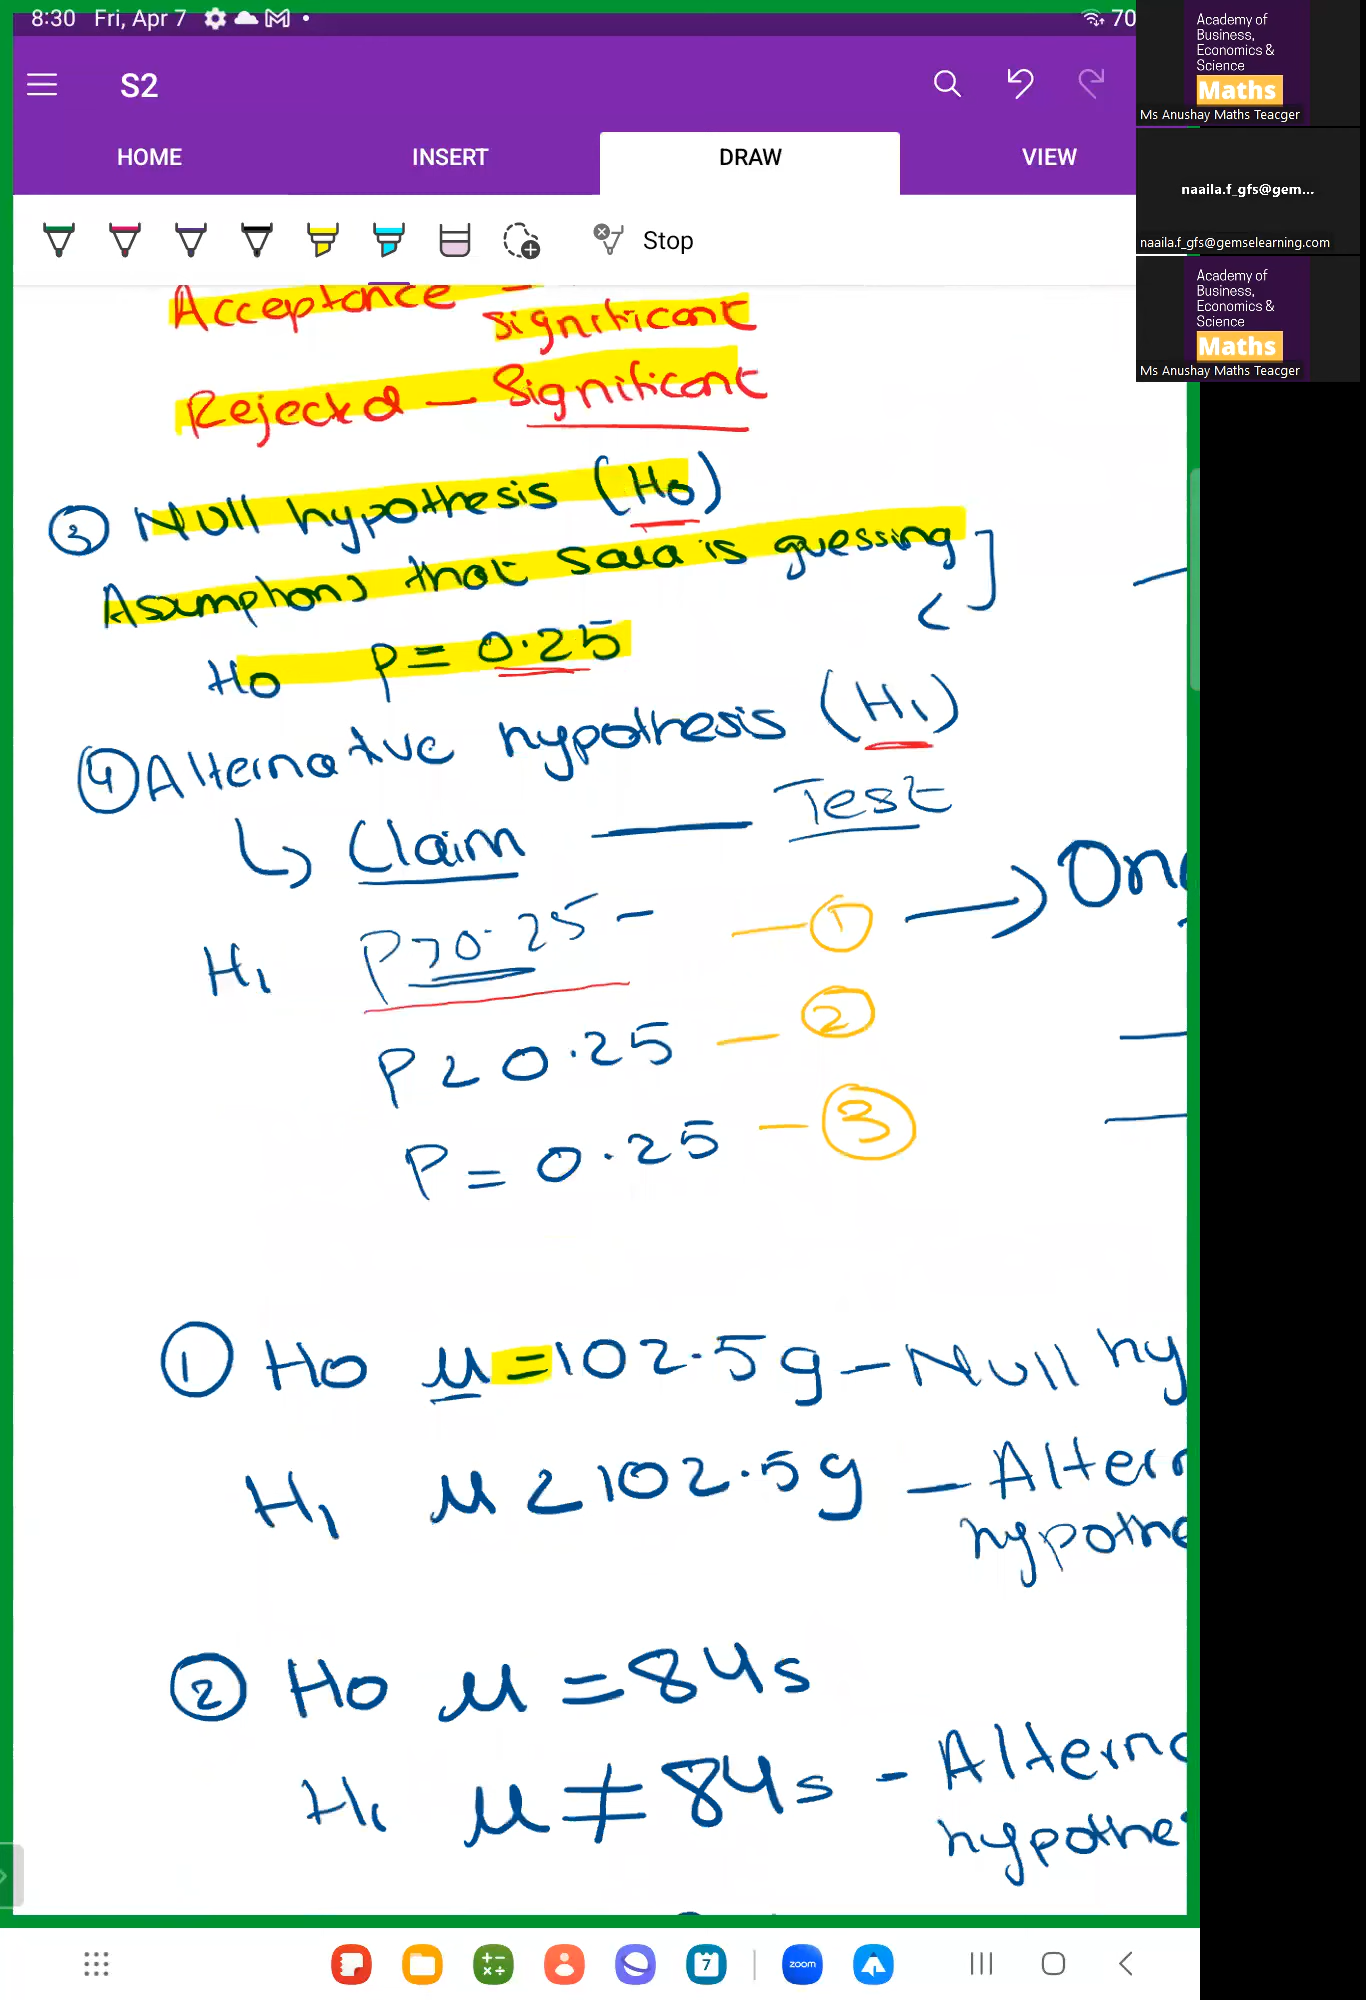 8:30 Fri, Apr 7
70
S2
HOME INSERT DRAW VIEW
Stop
Academy of
Business,
Economics &
Science
Maths
Ms Anushay Maths Teacger
naaila.f_gfs@gem...
naaila.f_gfs@gemselearning.com
Academy of
Business,
Economics &
Science
Maths
Ms Anushay Maths Teacger
Acceptance –
significant
Rejected – Significant
③ Null hypothesis (H0)
that Sara is guessing ]
H0 P = 0.25
④ Alternative hypothesis (H1)
↳ Claim — Test
H1 P>0.25 – — ① → On
P < 0.25 — ②
P = 0.25 — ③
① H0 μ = 102.5g – Null hy
H1 μ < 102.5g – Altern
hypothe
② H0 μ = 84s
H1 μ ≠ 84s – Alterna
hypothe
7
zoom